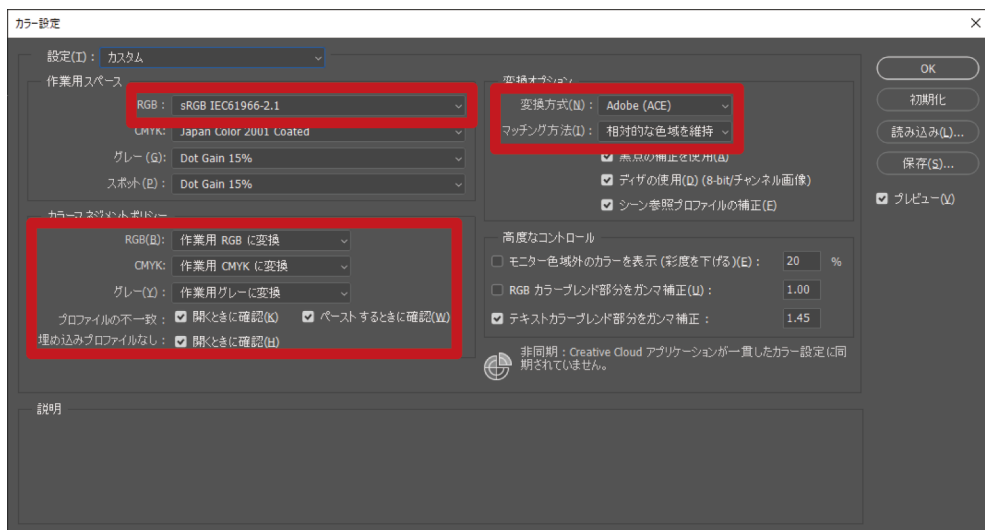 カラー設定
設定(T)： カスタム
作業用スペース
RGB： sRGB IEC61966-2.1
CMYK： Japan Color 2001 Coated
グレー (G)： Dot Gain 15%
スポット(P)： Dot Gain 15%
カラーマネジメントポリシー
RGB(B)： 作業用 RGB に変換
CMYK： 作業用 CMYK に変換
グレー(Y)： 作業用グレーに変換
プロファイルの不一致： 開くときに確認(K) ペーストするときに確認(W)
埋め込みプロファイルなし： 開くときに確認(H)
変換オプション
変換方式(N)： Adobe (ACE)
マッチング方法(I)： 相対的な色域を維持
黒点の補正を使用(A)
ディザの使用(D) (8-bit/チャンネル画像)
シーン参照プロファイルの補正(E)
高度なコントロール
モニター色域外のカラーを表示 (彩度を下げる)(E)： 20 %
RGB カラーブレンド部分をガンマ補正(U)： 1.00
テキストカラーブレンド部分をガンマ補正： 1.45
非同期：Creative Cloud アプリケーションが一貫したカラー設定に同
期されていません。
OK
初期化
読み込み(L)...
保存(S)...
プレビュー(V)
説明